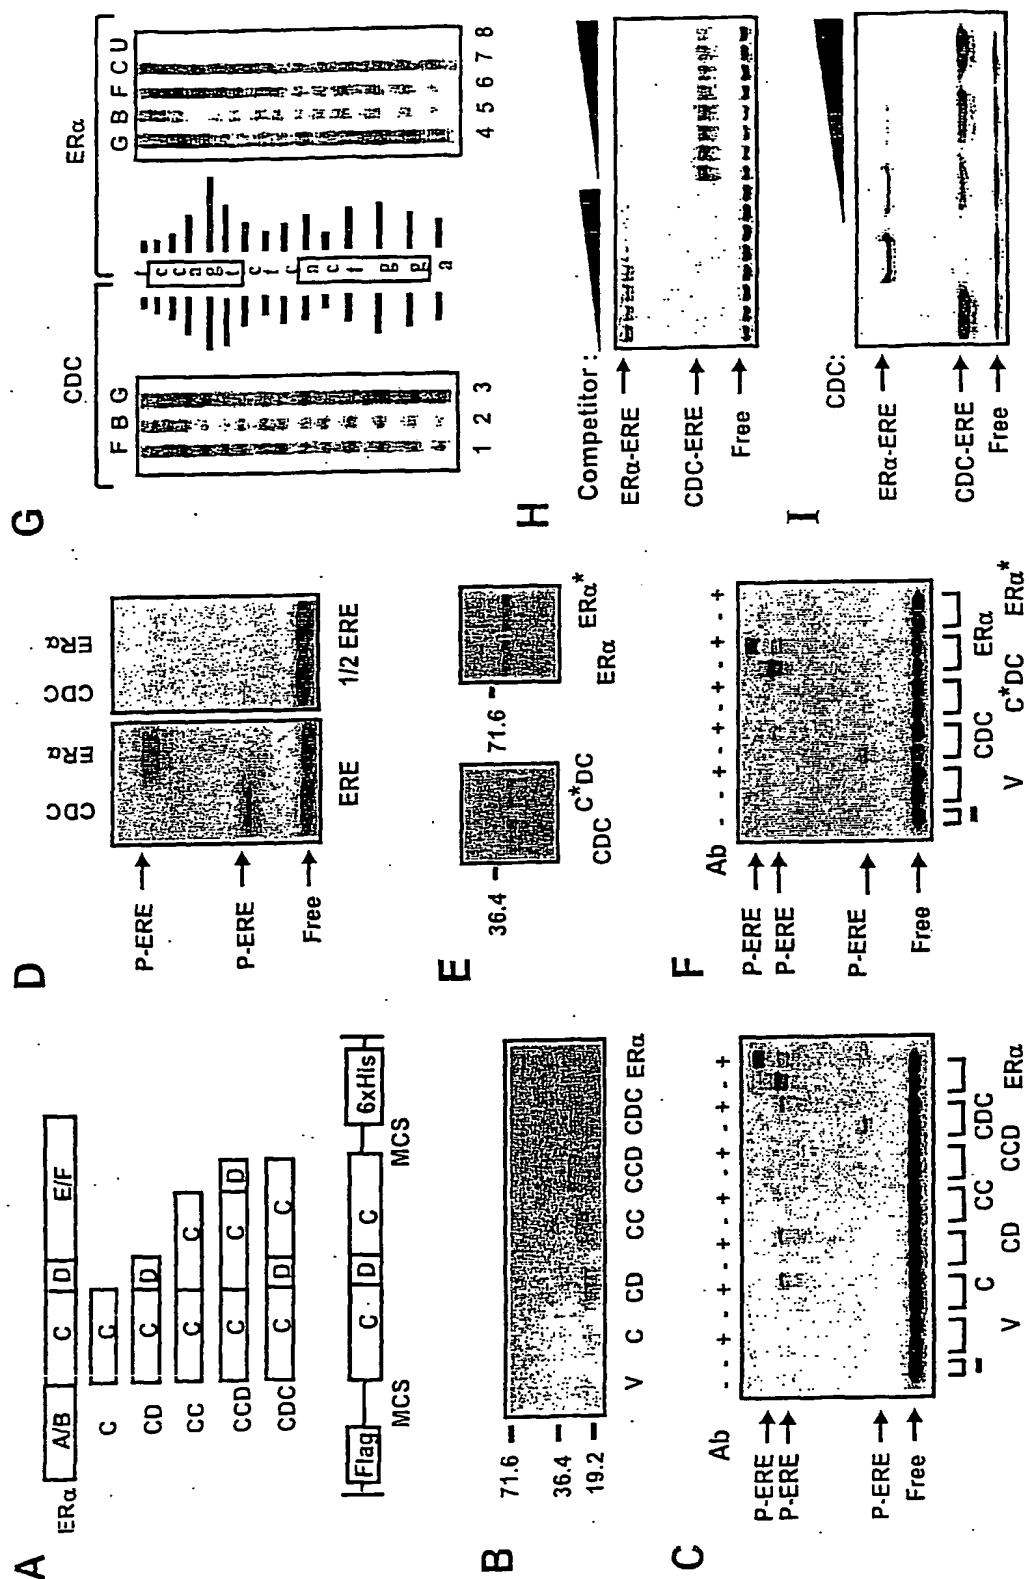 A
ERα
A/B C D E/F
C C
CD C D
CC C C
CCD C C D
CDC C D C
Flag C D C 6xHis
MCS MCS
B
71.6
36.4
19.2
V C CD CC CCD CDC ERα
C
Ab - - + - + - + - + - + - + - +
P-ERE
P-ERE
P-ERE
Free
– V C CD CC CCD CDC ERα
D
CDC ERα CDC ERα
P-ERE
P-ERE
Free
ERE 1/2 ERE
E
36.4
71.6
CDC C*DC ERα ERα*
F
Ab - - + - + - + - + - +
P-ERE
P-ERE
P-ERE
Free
– V CDC C*DC ERα ERα*
G
CDC ERα
F B G G B F C U
1 2 3 4 5 6 7 8
H
Competitor :
ERα-ERE
CDC-ERE
Free
I
CDC:
ERα-ERE
CDC-ERE
Free